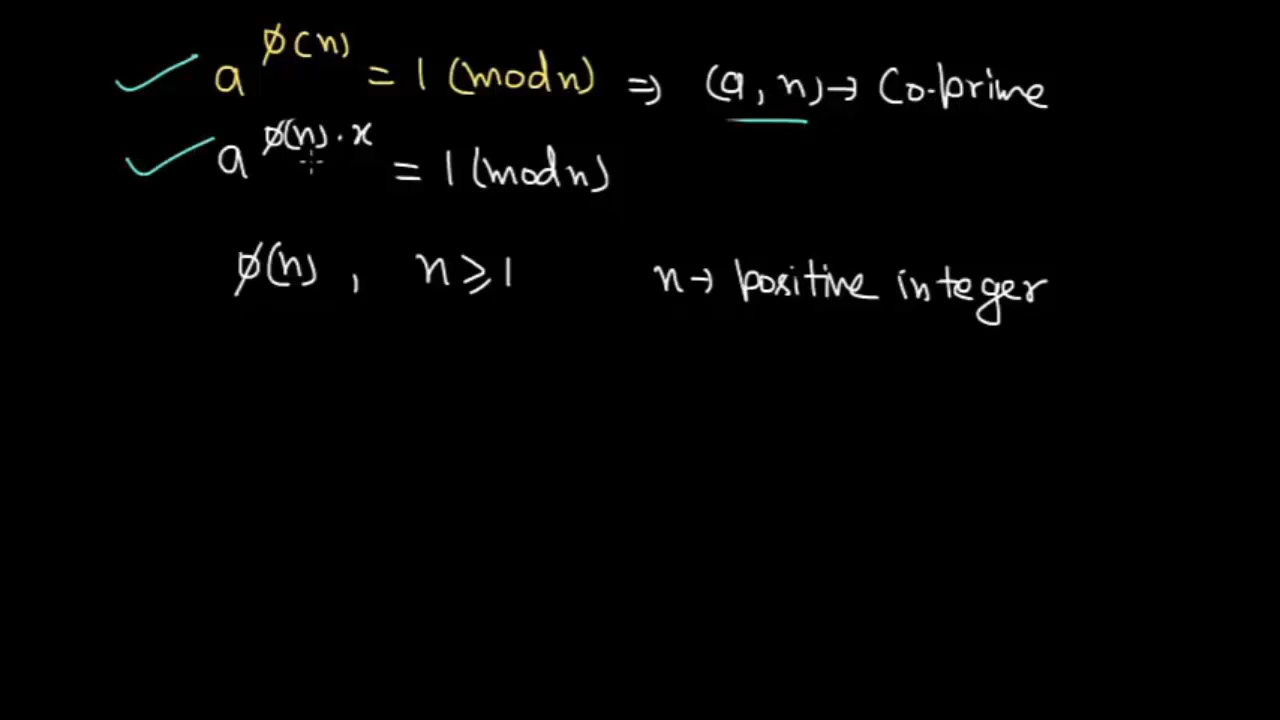 a^ϕ(n) = 1 (mod n) ⇒ (a, n) → Co-prime
a^ϕ(n)·x = 1 (mod n)
ϕ(n) , n ≥ 1 n → positive integer